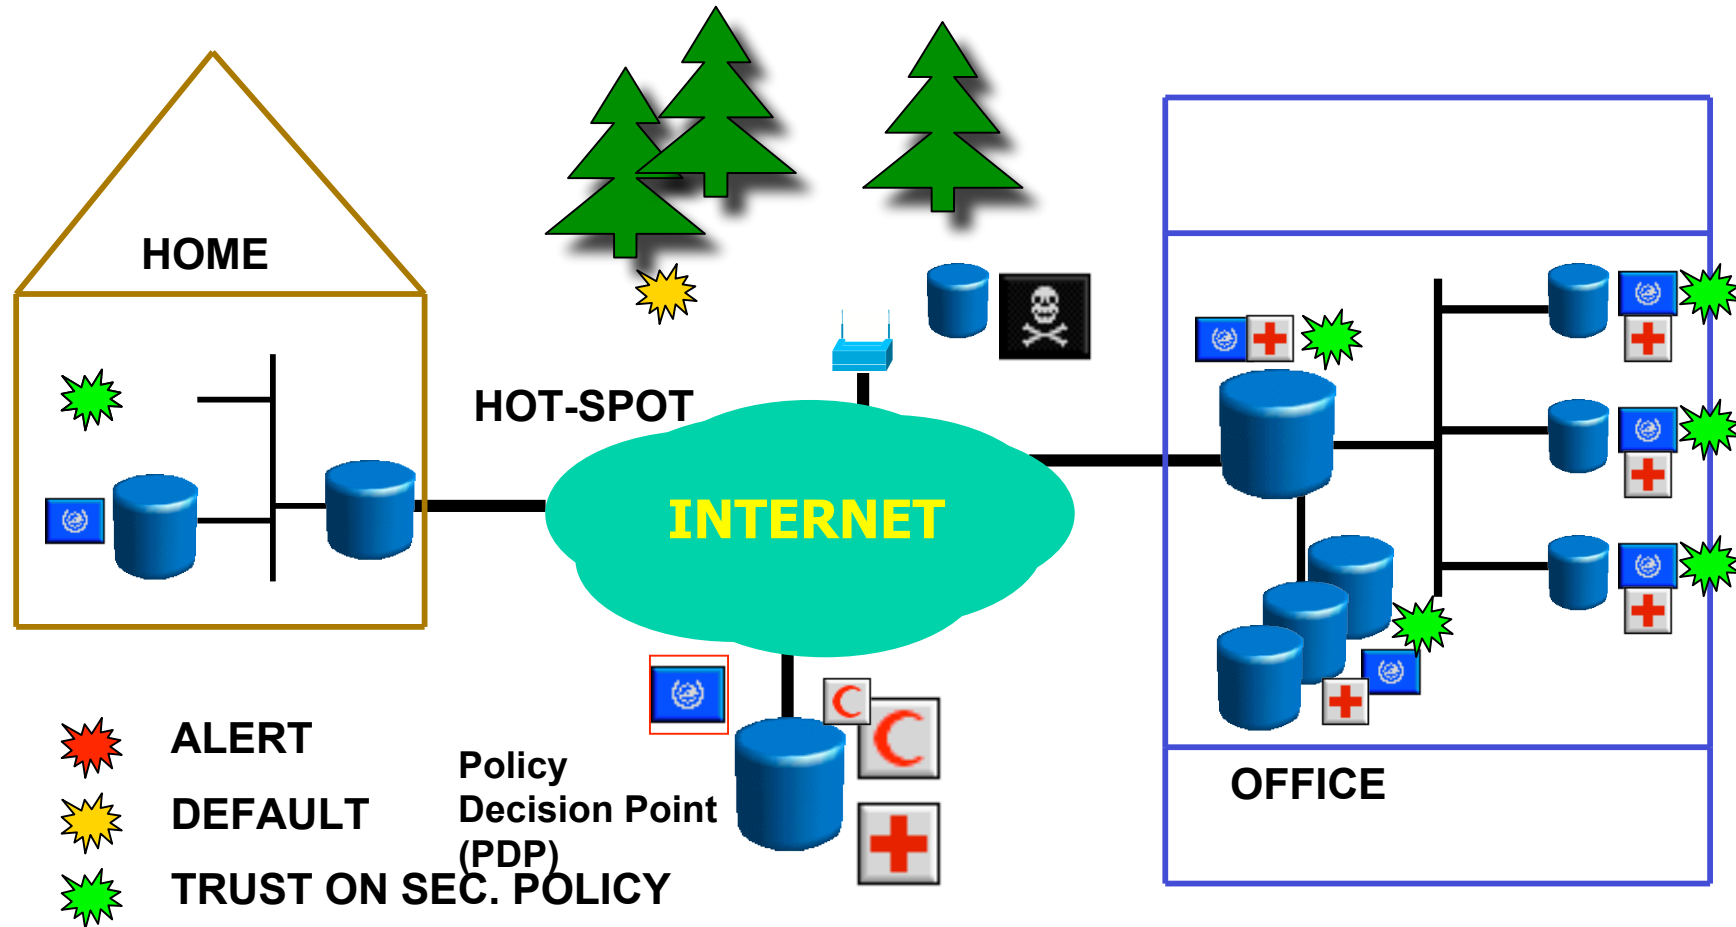 HOME
HOT-SPOT
INTERNET
OFFICE
ALERT
DEFAULT
TRUST ON SEC. POLICY
Policy
Decision Point
(PDP)